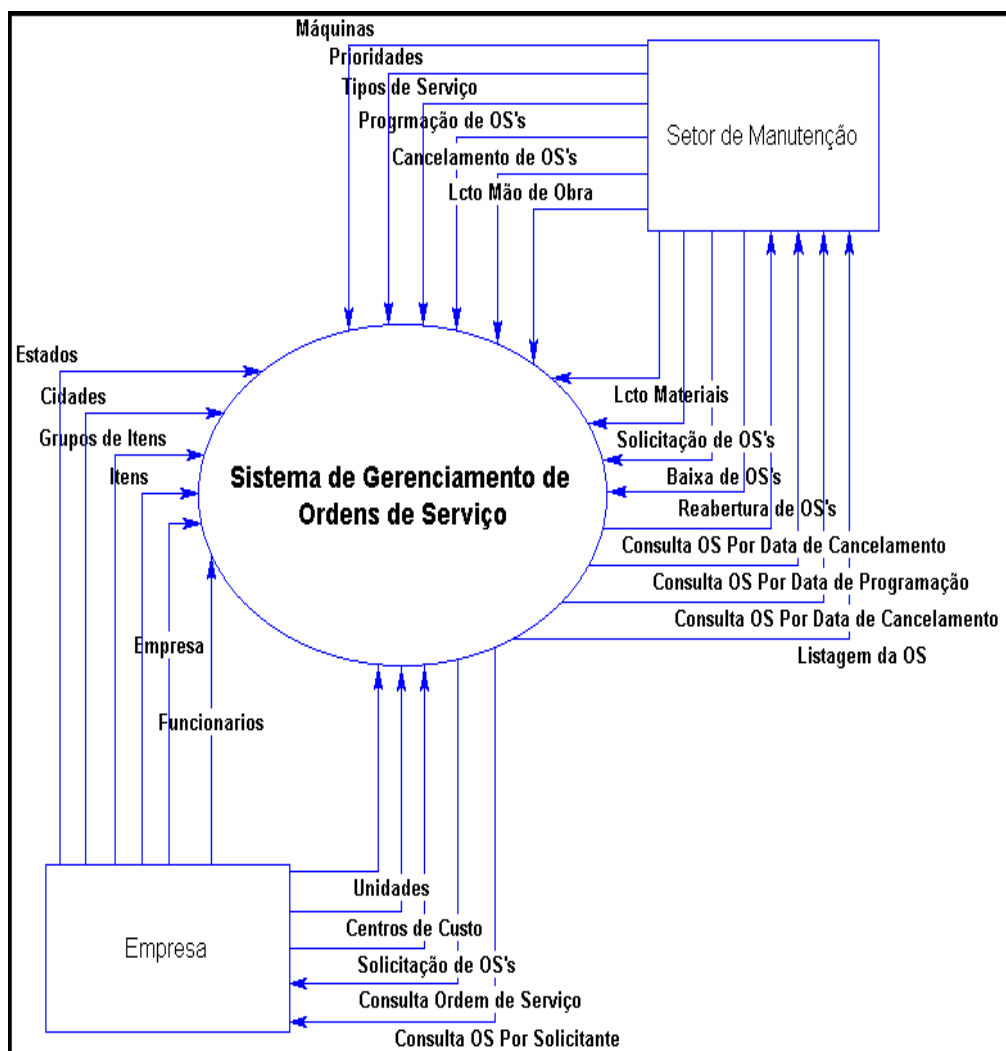 Máquinas
Prioridades
Tipos de Serviço
Progrmação de OS's
Cancelamento de OS's
Lcto Mão de Obra
Setor de Manutenção
Estados
Cidades
Grupos de Itens
Itens
Sistema de Gerenciamento de
Ordens de Serviço
Lcto Materiais
Solicitação de OS's
Baixa de OS's
Reabertura de OS's
Consulta OS Por Data de Cancelamento
Consulta OS Por Data de Programação
Consulta OS Por Data de Cancelamento
Listagem da OS
Empresa
Funcionarios
Empresa
Unidades
Centros de Custo
Solicitação de OS's
Consulta Ordem de Serviço
Consulta OS Por Solicitante